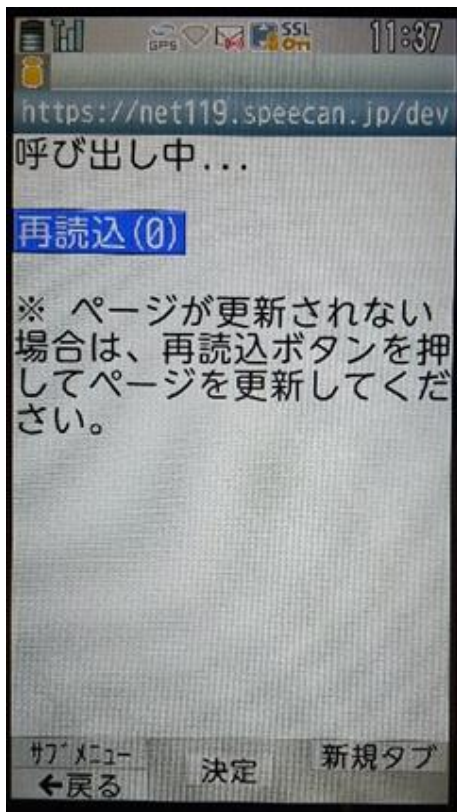 GPS SSL 11:37
https://net119.speecan.jp/dev
呼び出し中...
再読込(0)
※ ページが更新されない
場合は、再読込ボタンを押
してページを更新してくだ
さい。
サブメニュー 決定 新規タブ
←戻る